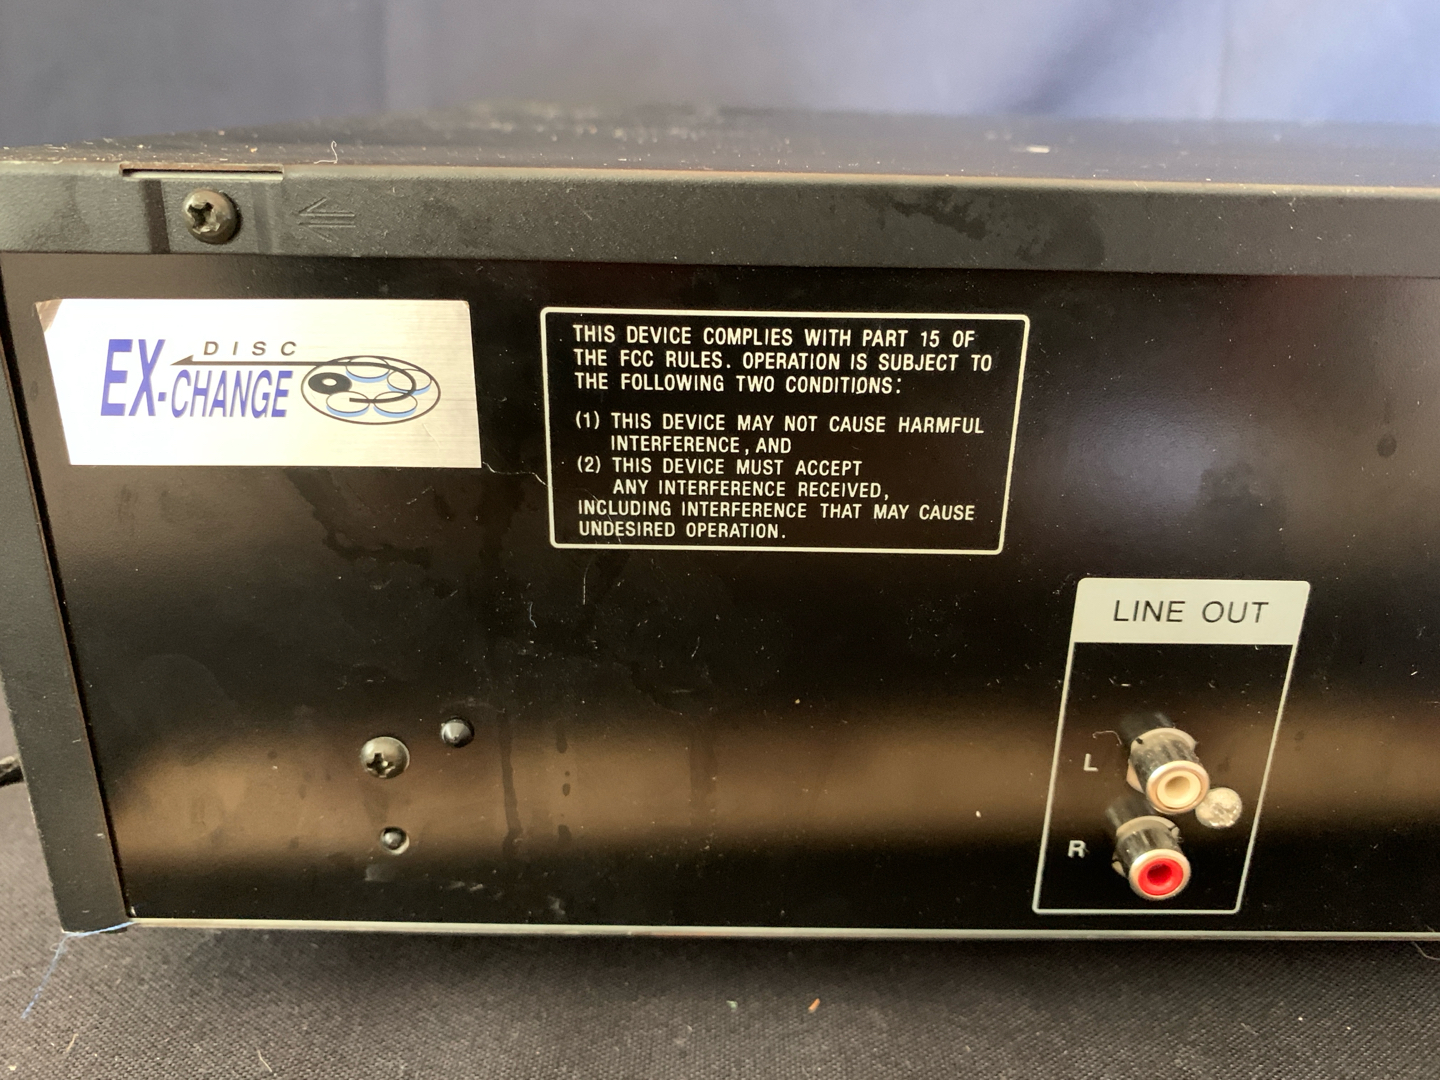 DISC
EX-CHANGE
THIS DEVICE COMPLIES WITH PART 15 OF
THE FCC RULES. OPERATION IS SUBJECT TO
THE FOLLOWING TWO CONDITIONS:
(1) THIS DEVICE MAY NOT CAUSE HARMFUL
INTERFERENCE, AND
(2) THIS DEVICE MUST ACCEPT
ANY INTERFERENCE RECEIVED,
INCLUDING INTERFERENCE THAT MAY CAUSE
UNDESIRED OPERATION.
LINE OUT
L
R